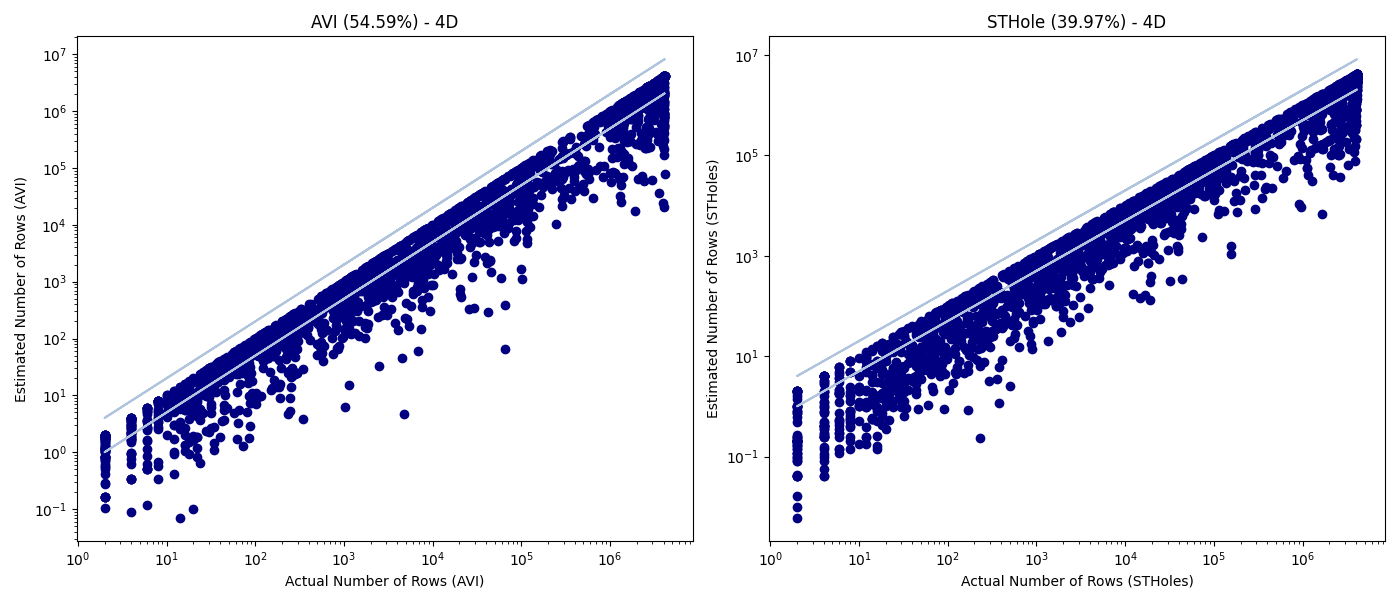 AVI (54.59%) - 4D
Estimated Number of Rows (AVI)
10^7
10^6
10^5
10^4
10^3
10^2
10^1
10^0
10^−1
10^0 10^1 10^2 10^3 10^4 10^5 10^6
Actual Number of Rows (AVI)
STHole (39.97%) - 4D
Estimated Number of Rows (STHoles)
10^7
10^5
10^3
10^1
10^−1
10^0 10^1 10^2 10^3 10^4 10^5 10^6
Actual Number of Rows (STHoles)